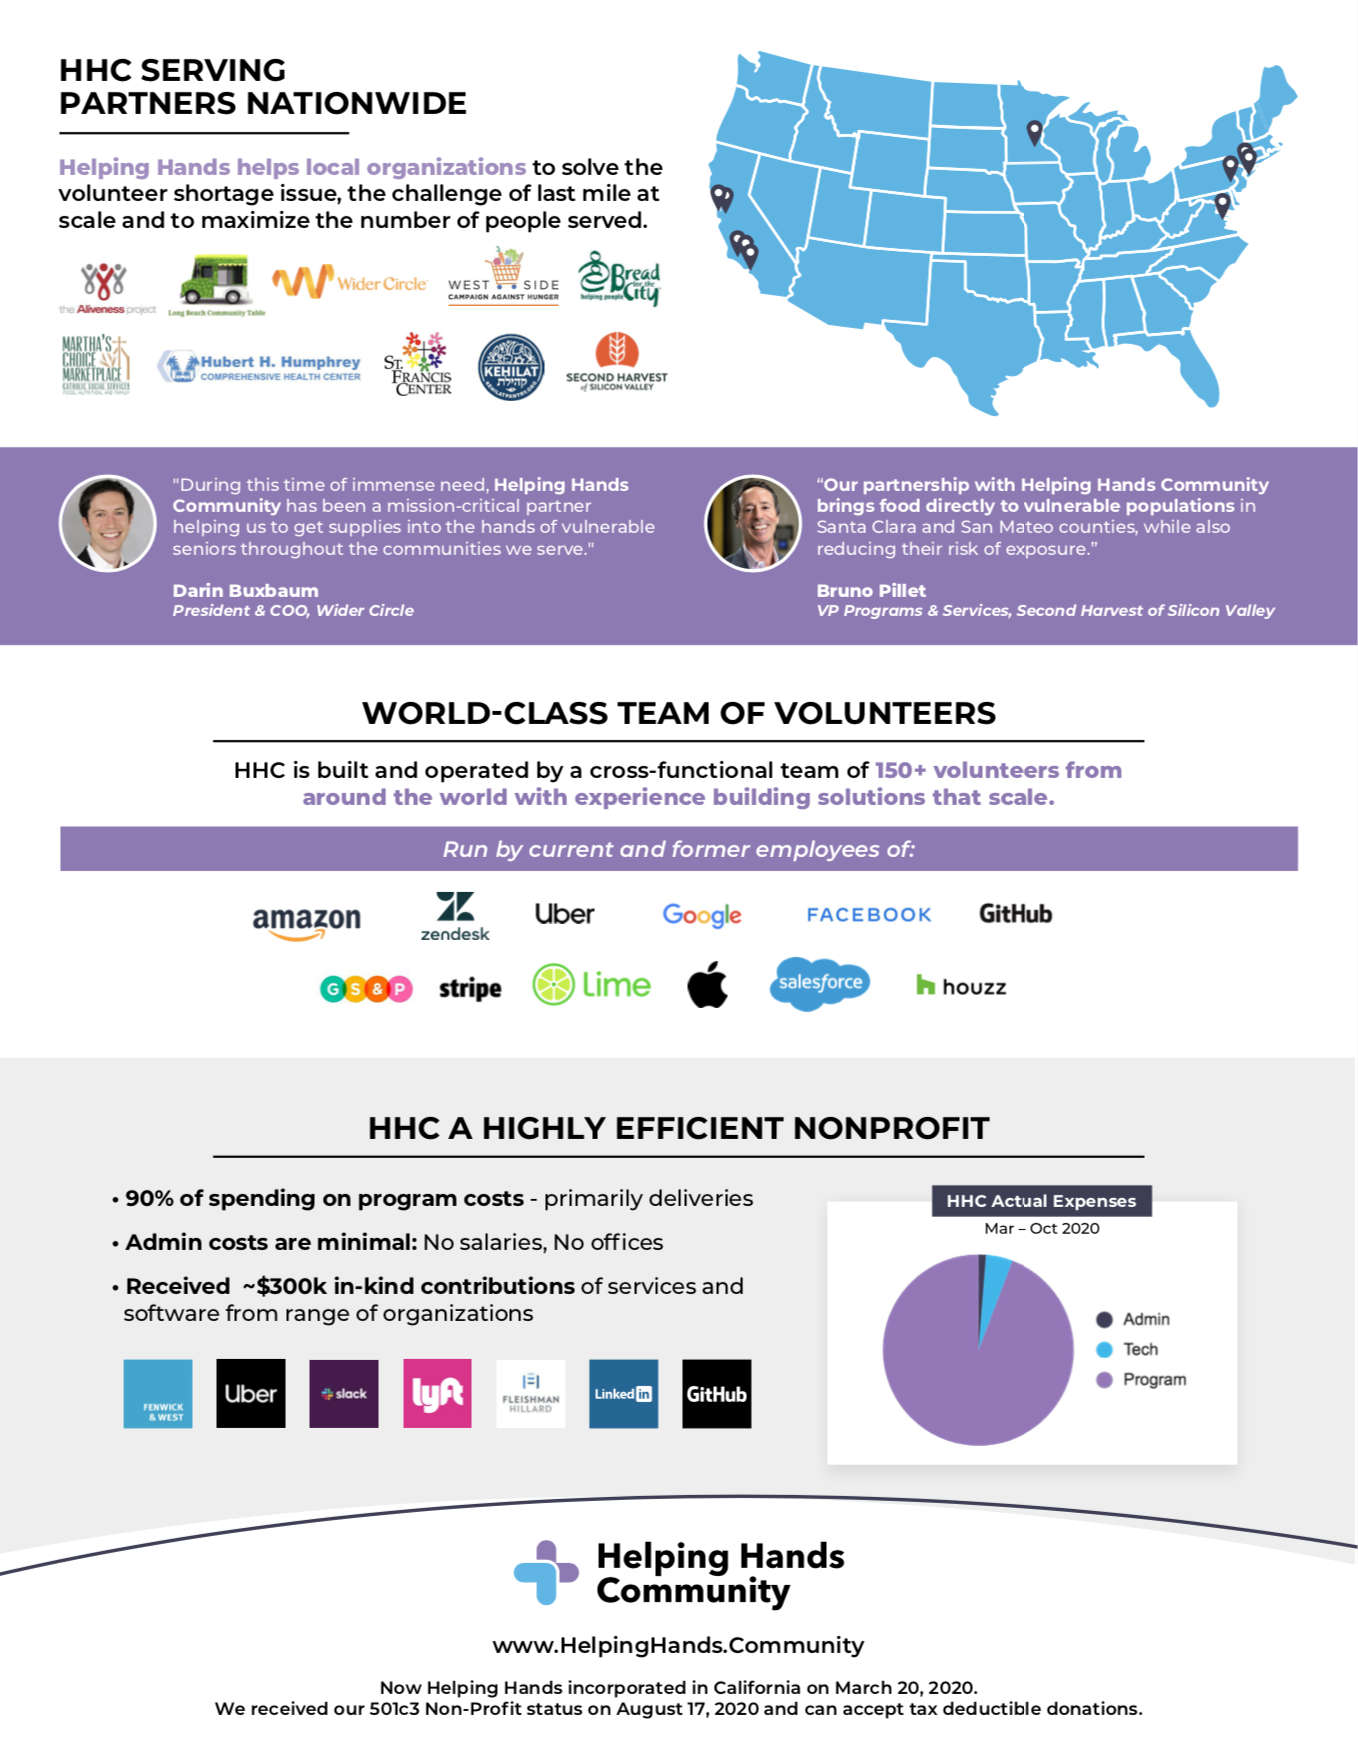 HHC SERVING
PARTNERS NATIONWIDE
Helping Hands helps local organizations to solve the
volunteer shortage issue, the challenge of last mile at
scale and to maximize the number of people served.
the Aliveness project
Long Beach Community Table
Wider Circle
WEST SIDE
CAMPAIGN AGAINST HUNGER
Bread
for the
City
helping people
MARTHA'S
CHOICE
MARKETPLACE
CATHOLIC SOCIAL SERVICES
FOOD, NUTRITION, AND FAMILY
Hubert H. Humphrey
COMPREHENSIVE HEALTH CENTER
ST.
FRANCIS
CENTER
KEHILAT
קהילת
KEHILATPANTRY.ORG
SECOND HARVEST
of SILICON VALLEY
"During this time of immense need, Helping Hands
Community has been a mission-critical partner
helping us to get supplies into the hands of vulnerable
seniors throughout the communities we serve."
Darin Buxbaum
President & COO, Wider Circle
“Our partnership with Helping Hands Community
brings food directly to vulnerable populations in
Santa Clara and San Mateo counties, while also
reducing their risk of exposure.”
Bruno Pillet
VP Programs & Services, Second Harvest of Silicon Valley
WORLD-CLASS TEAM OF VOLUNTEERS
HHC is built and operated by a cross-functional team of 150+ volunteers from
around the world with experience building solutions that scale.
Run by current and former employees of:
amazon
zendesk
Uber
Google
FACEBOOK
GitHub
GS&P
stripe
Lime
salesforce
houzz
HHC A HIGHLY EFFICIENT NONPROFIT
• 90% of spending on program costs - primarily deliveries
• Admin costs are minimal: No salaries, No offices
• Received ~$300k in-kind contributions of services and
software from range of organizations
FENWICK
& WEST
Uber
slack
lyft
FLEISHMAN
HILLARD
Linked in
GitHub
HHC Actual Expenses
Mar – Oct 2020
Admin
Tech
Program
Helping Hands
Community
www.HelpingHands.Community
Now Helping Hands incorporated in California on March 20, 2020.
We received our 501c3 Non-Profit status on August 17, 2020 and can accept tax deductible donations.